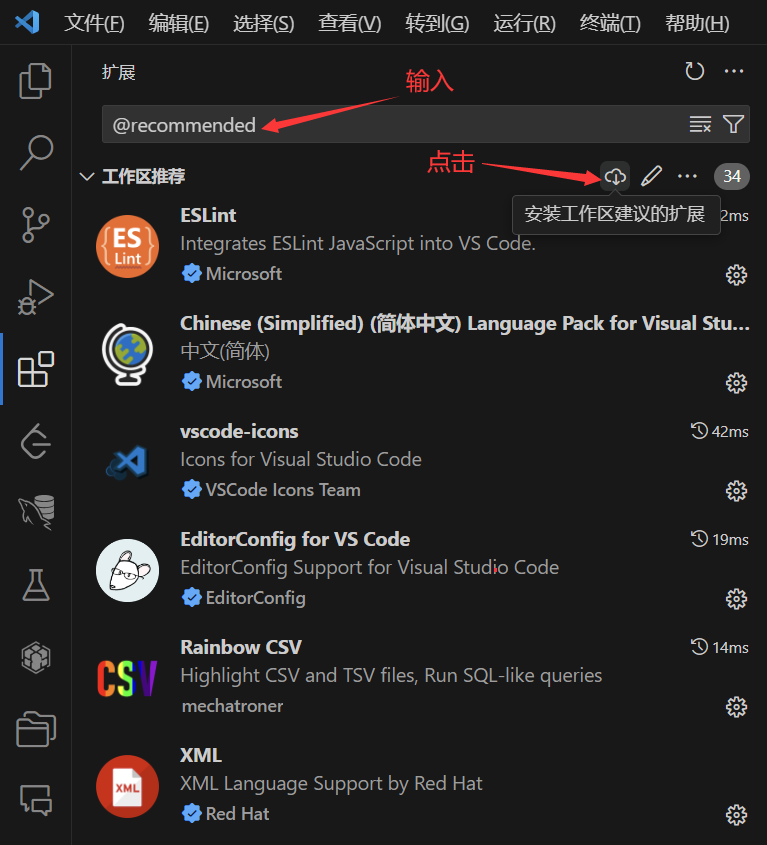 文件(F) 编辑(E) 选择(S) 查看(V) 转到(G) 运行(R) 终端(T) 帮助(H)
扩展
输入
@recommended
点击
工作区推荐 34
安装工作区建议的扩展
ESLint 2ms
Integrates ESLint JavaScript into VS Code.
Microsoft
ES
Lint
Chinese (Simplified) (简体中文) Language Pack for Visual Stu...
中文(简体)
Microsoft
vscode-icons 42ms
Icons for Visual Studio Code
VSCode Icons Team
EditorConfig for VS Code 19ms
EditorConfig Support for Visual Studio Code
EditorConfig
Rainbow CSV 14ms
Highlight CSV and TSV files, Run SQL-like queries
mechatroner
CSV
XML
XML Language Support by Red Hat
Red Hat
XML